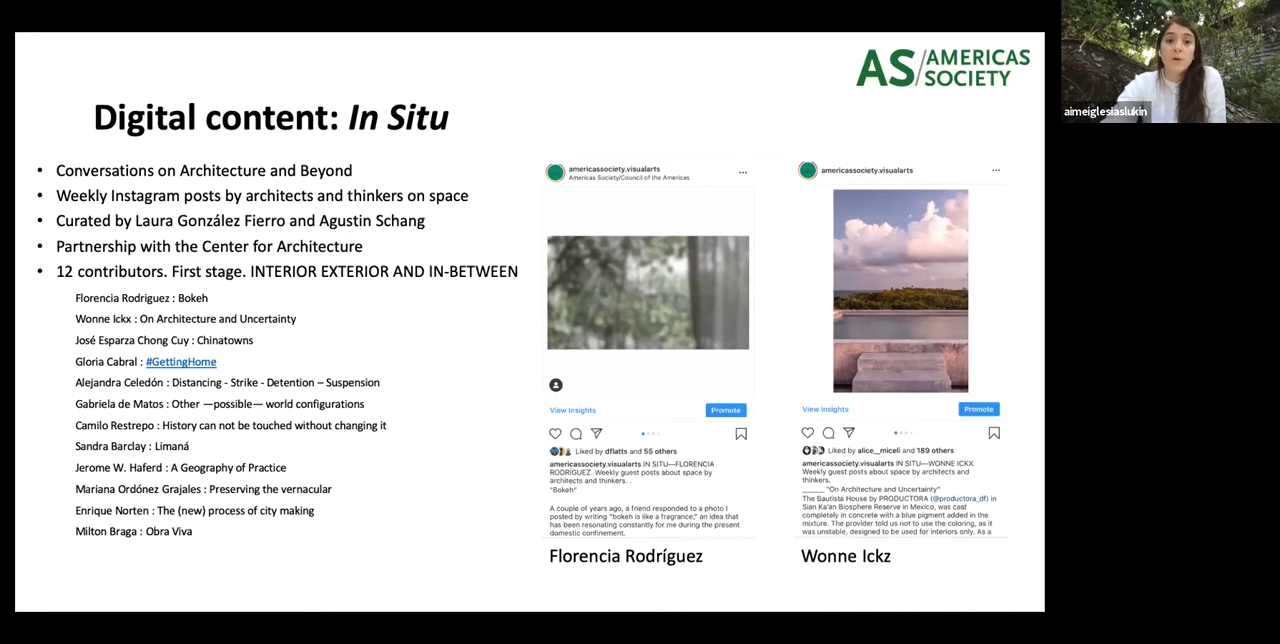 AS/AMERICAS SOCIETY
aimeiglesiaslukin
Digital content: In Situ
• Conversations on Architecture and Beyond
• Weekly Instagram posts by architects and thinkers on space
• Curated by Laura González Fierro and Agustin Schang
• Partnership with the Center for Architecture
• 12 contributors. First stage. INTERIOR EXTERIOR AND IN-BETWEEN
Florencia Rodriguez : Bokeh
Wonne Ickx : On Architecture and Uncertainty
José Esparza Chong Cuy : Chinatowns
Gloria Cabral : #GettingHome
Alejandra Celedón : Distancing - Strike - Detention – Suspension
Gabriela de Matos : Other —possible— world configurations
Camilo Restrepo : History can not be touched without changing it
Sandra Barclay : Limaná
Jerome W. Haferd : A Geography of Practice
Mariana Ordónez Grajales : Preserving the vernacular
Enrique Norten : The (new) process of city making
Milton Braga : Obra Viva
americassociety.visualarts
Americas Society/Council of the Americas
View Insights
Promote
Liked by dflatts and 55 others
americassociety.visualarts IN SITU—FLORENCIA
RODRÍGUEZ. Weekly guest posts about space by
architects and thinkers. .
"Bokeh"
A couple of years ago, a friend responded to a photo I
posted by writing "bokeh is like a fragrance," an idea that
has been resonating constantly for me during the present
domestic confinement.
Florencia Rodríguez
americassociety.visualarts
View Insights
Promote
Liked by alice__miceli and 189 others
americassociety.visualarts IN SITU—WONNE ICKX.
Weekly guest posts about space by architects and
thinkers.
_____ "On Architecture and Uncertainty"
The Bautista House by PRODUCTORA (@productora_df) in
Sian Ka'an Biosphere Reserve in Mexico, was cast
completely in concrete with a blue pigment added in the
mixture. The provider told us not to use the coloring, as it
was unstable, designed to be used for interiors only. As a
Wonne Ickz